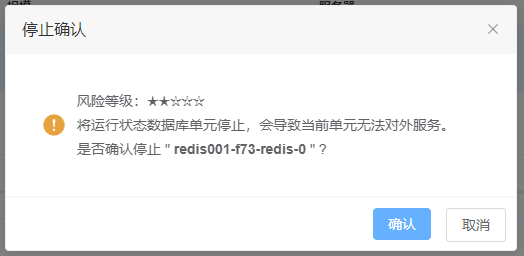 停止确认
风险等级：★★☆☆☆
将运行状态数据库单元停止，会导致当前单元无法对外服务。
是否确认停止 " redis001-f73-redis-0 "？
确认
取消